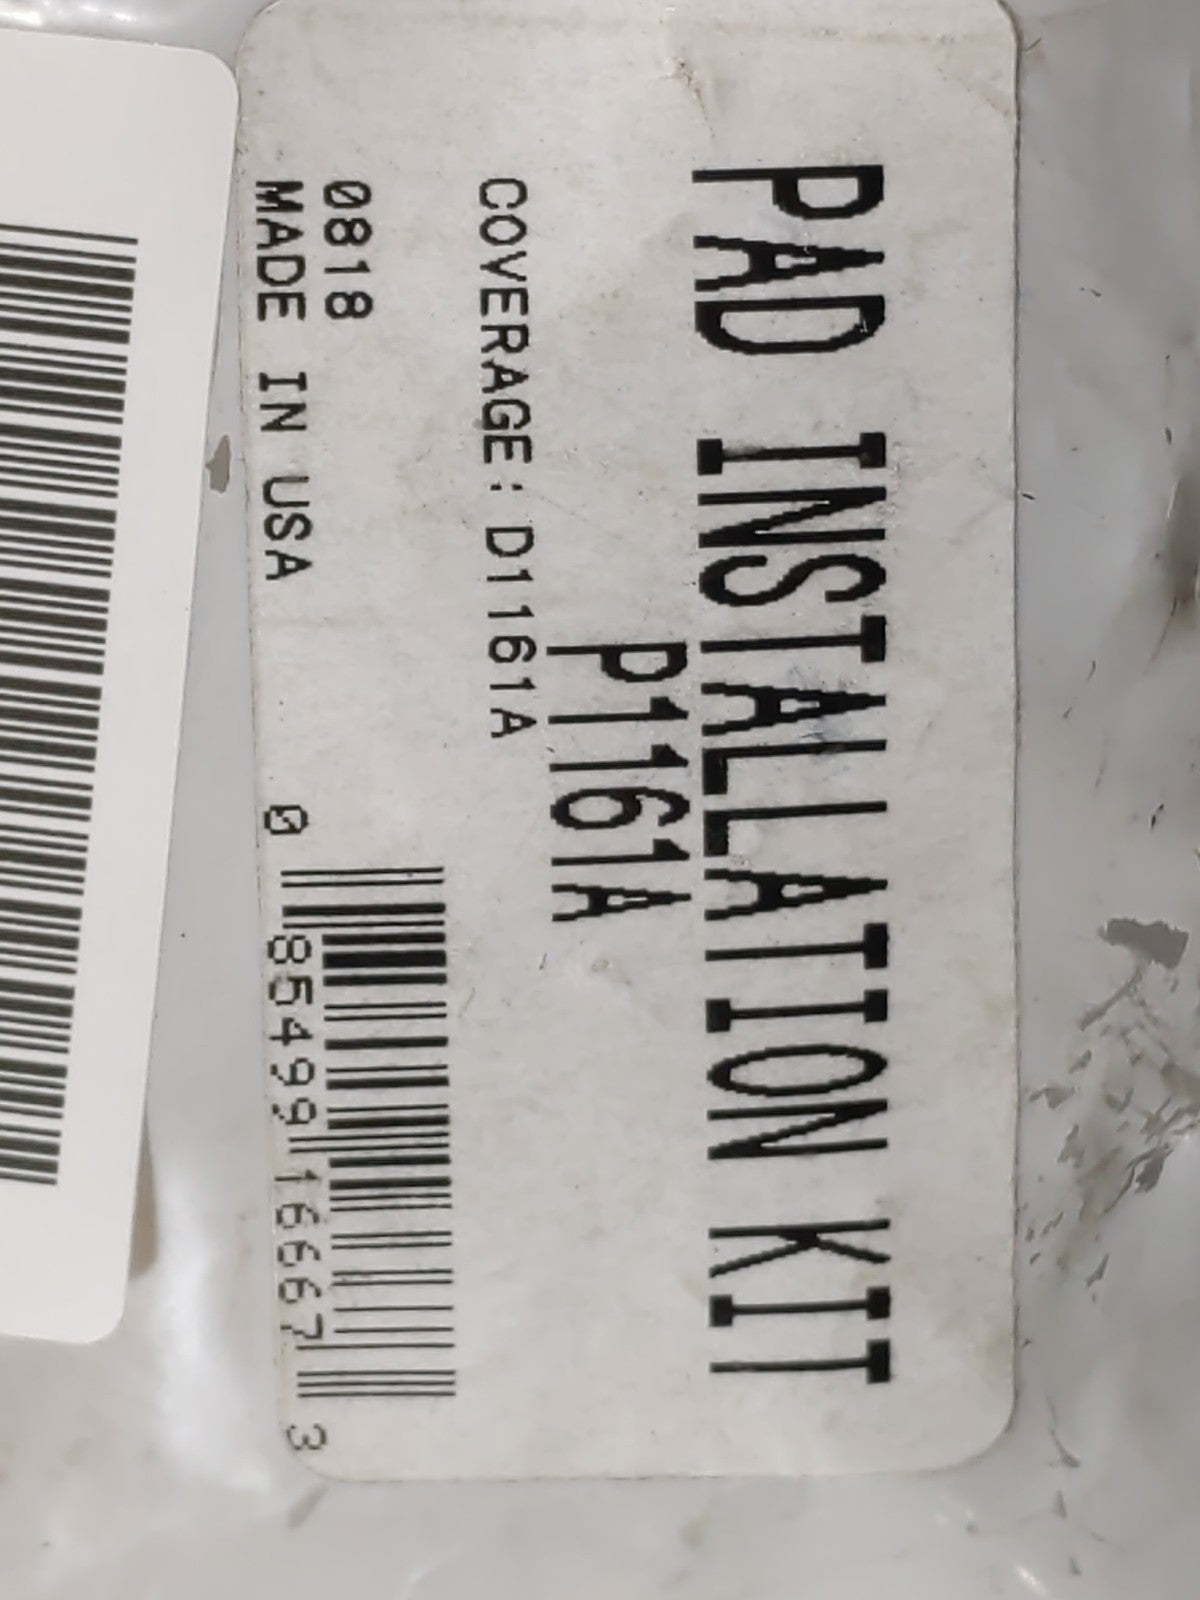 PAD INSTALLATION KIT
P1161A
COVERAGE: D1161A
0818
MADE IN USA
0 85499 16667 3